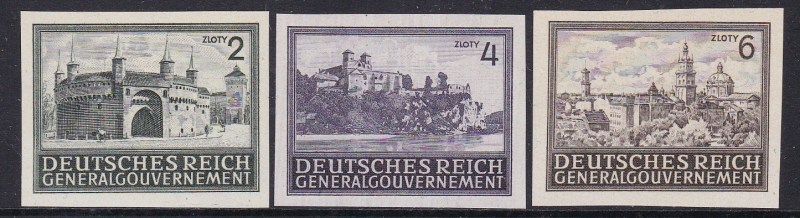 ZLOTY 2
DEUTSCHES REICH
GENERALGOUVERNEMENT
ZLOTY 4
DEUTSCHES REICH
GENERALGOUVERNEMENT
ZLOTY 6
DEUTSCHES REICH
GENERALGOUVERNEMENT